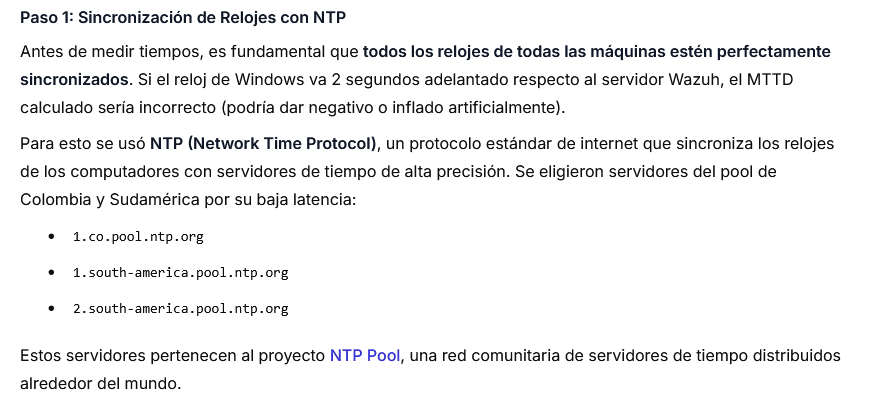 Paso 1: Sincronización de Relojes con NTP
Antes de medir tiempos, es fundamental que todos los relojes de todas las máquinas estén perfectamente
sincronizados. Si el reloj de Windows va 2 segundos adelantado respecto al servidor Wazuh, el MTTD
calculado sería incorrecto (podría dar negativo o inflado artificialmente).
Para esto se usó NTP (Network Time Protocol), un protocolo estándar de internet que sincroniza los relojes
de los computadores con servidores de tiempo de alta precisión. Se eligieron servidores del pool de
Colombia y Sudamérica por su baja latencia:
• 1.co.pool.ntp.org
• 1.south-america.pool.ntp.org
• 2.south-america.pool.ntp.org
Estos servidores pertenecen al proyecto NTP Pool, una red comunitaria de servidores de tiempo distribuidos
alrededor del mundo.